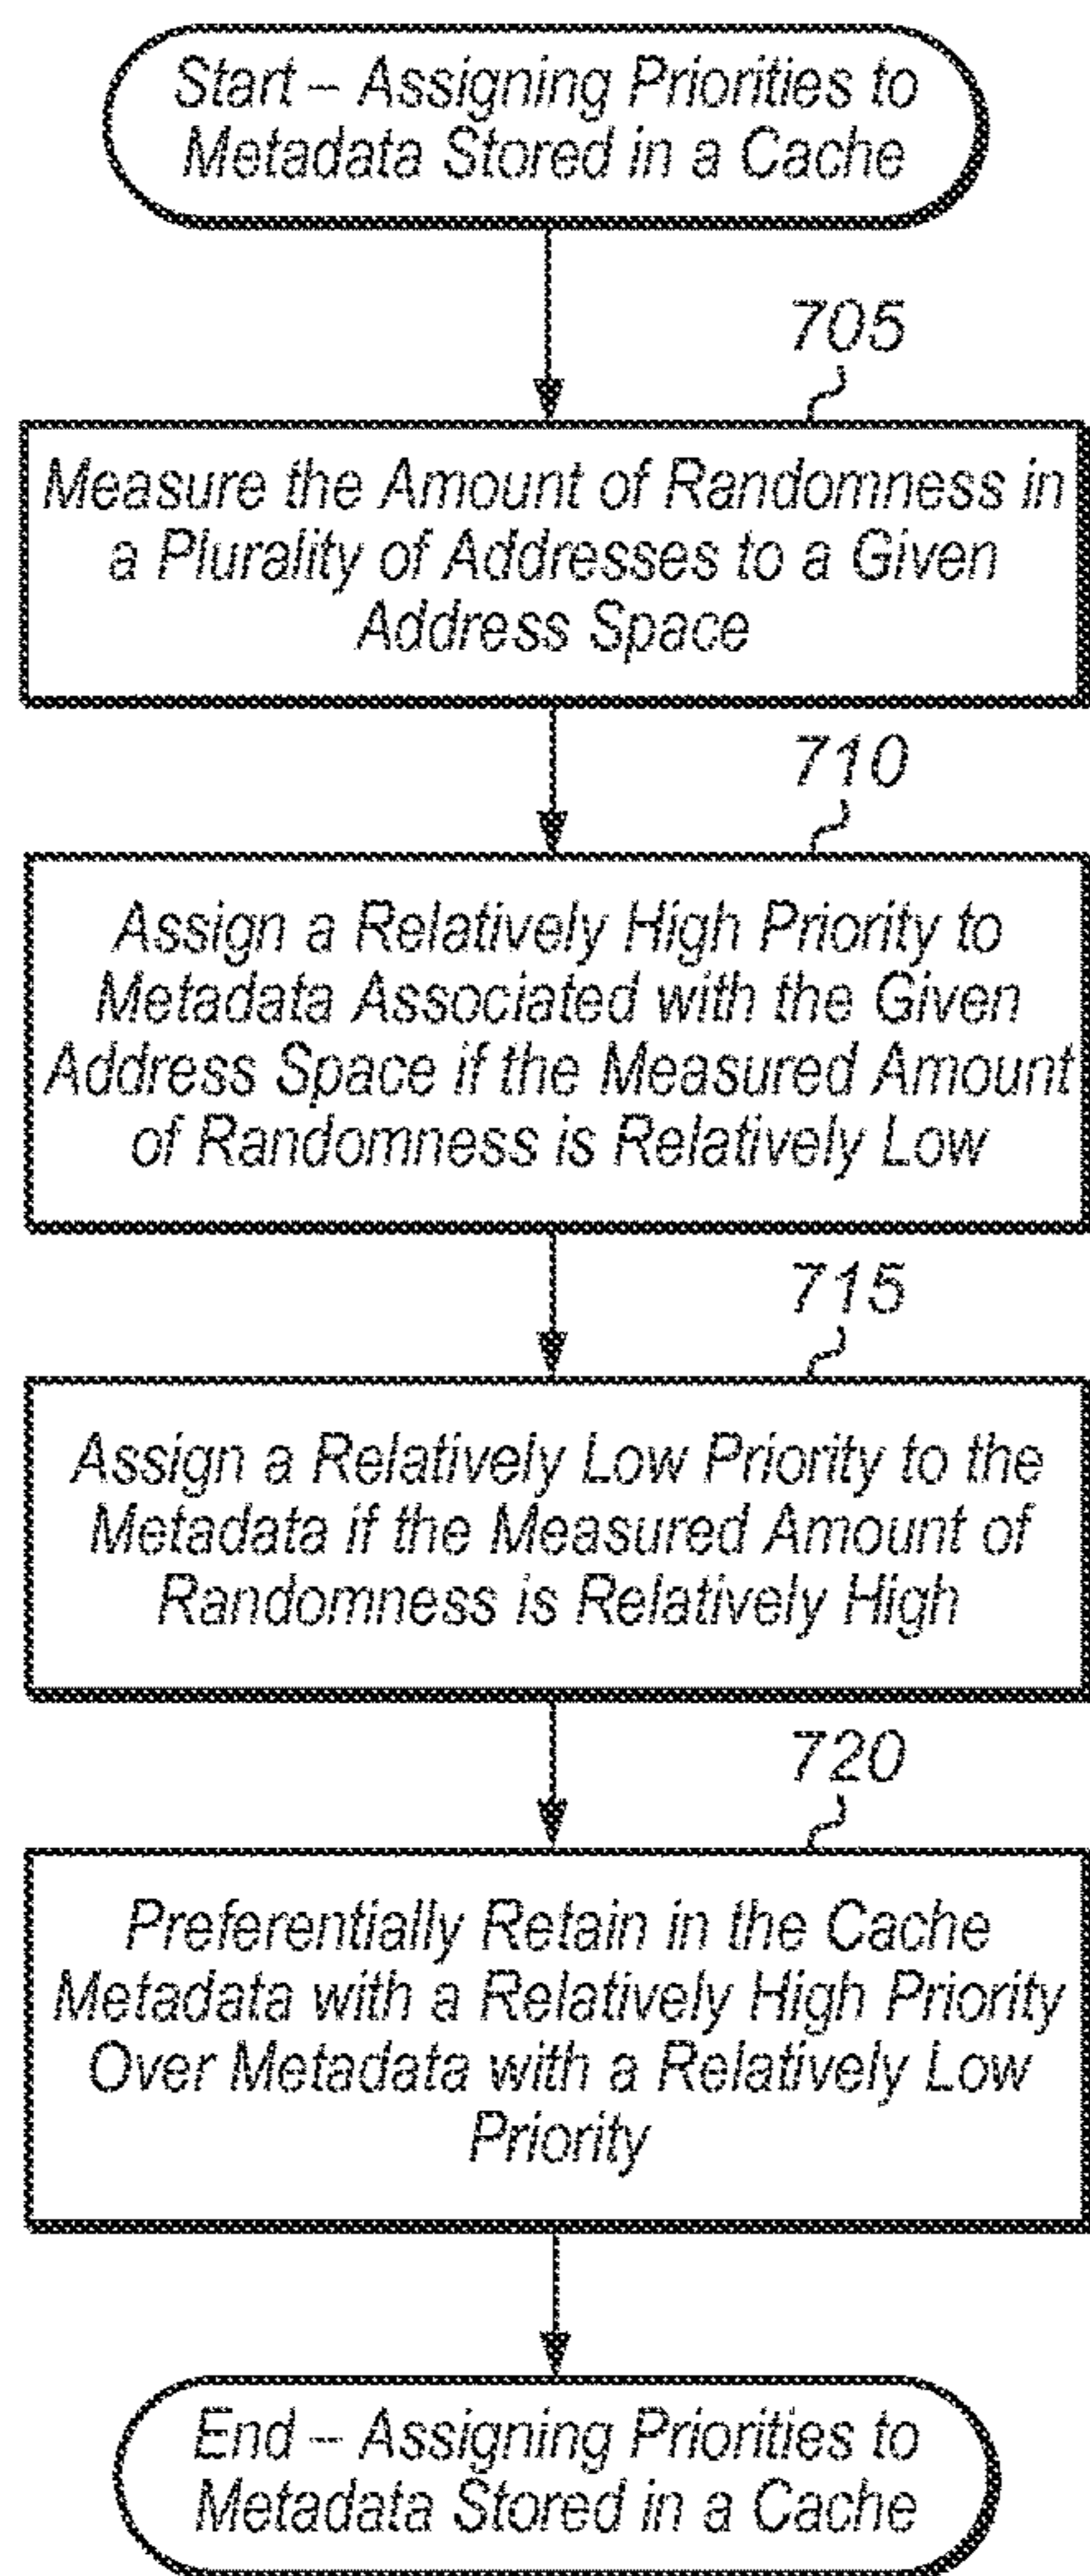 Start – Assigning Priorities to
Metadata Stored in a Cache
705
Measure the Amount of Randomness in
a Plurality of Addresses to a Given
Address Space
710
Assign a Relatively High Priority to
Metadata Associated with the Given
Address Space if the Measured Amount
of Randomness is Relatively Low
715
Assign a Relatively Low Priority to the
Metadata if the Measured Amount of
Randomness is Relatively High
720
Preferentially Retain in the Cache
Metadata with a Relatively High Priority
Over Metadata with a Relatively Low
Priority
End – Assigning Priorities to
Metadata Stored in a Cache